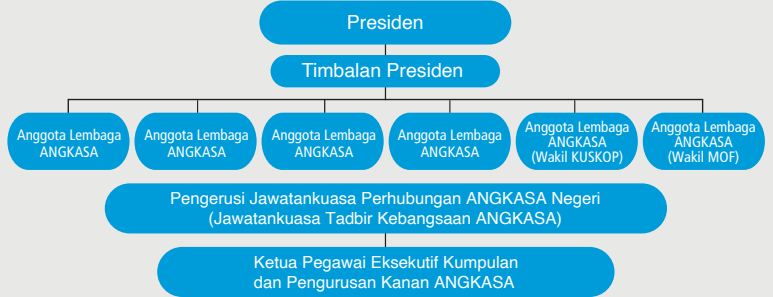 Presiden
Timbalan Presiden
Anggota Lembaga
ANGKASA
Anggota Lembaga
ANGKASA
Anggota Lembaga
ANGKASA
Anggota Lembaga
ANGKASA
Anggota Lembaga
ANGKASA
(Wakil KUSKOP)
Anggota Lembaga
ANGKASA
(Wakil MOF)
Pengerusi Jawatankuasa Perhubungan ANGKASA Negeri
(Jawatankuasa Tadbir Kebangsaan ANGKASA)
Ketua Pegawai Eksekutif Kumpulan
dan Pengurusan Kanan ANGKASA